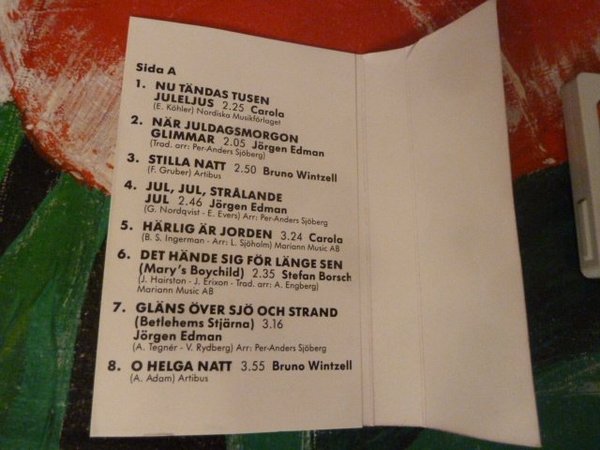 Sida A
1. NU TÄNDAS TUSEN
JULELJUS 2.25 Carola
(E. Köhler) Nordiska Musikförlaget
2. NÄR JULDAGSMORGON
GLIMMAR 2.05 Jörgen Edman
(Trad. arr: Per-Anders Sjöberg)
3. STILLA NATT 2.50 Bruno Wintzell
(F. Gruber) Artibus
4. JUL, JUL, STRÅLANDE
JUL 2.46 Jörgen Edman
(G. Nordqvist - E. Evers) Arr: Per-Anders Sjöberg
5. HÄRLIG ÄR JORDEN 3.24 Carola
(B. S. Ingerman - Arr: L. Sjöholm) Mariann Music AB
6. DET HÄNDE SIG FÖR LÄNGE SEN
(Mary's Boychild) 2.35 Stefan Borsch
(J. Hairston - J. Erixon - Trad. arr: A. Engberg)
Mariann Music AB
7. GLÄNS ÖVER SJÖ OCH STRAND
(Betlehems Stjärna) 3.16
Jörgen Edman
(A. Tegnér - V. Rydberg) Arr: Per-Anders Sjöberg
8. O HELGA NATT 3.55 Bruno Wintzell
(A. Adam) Artibus